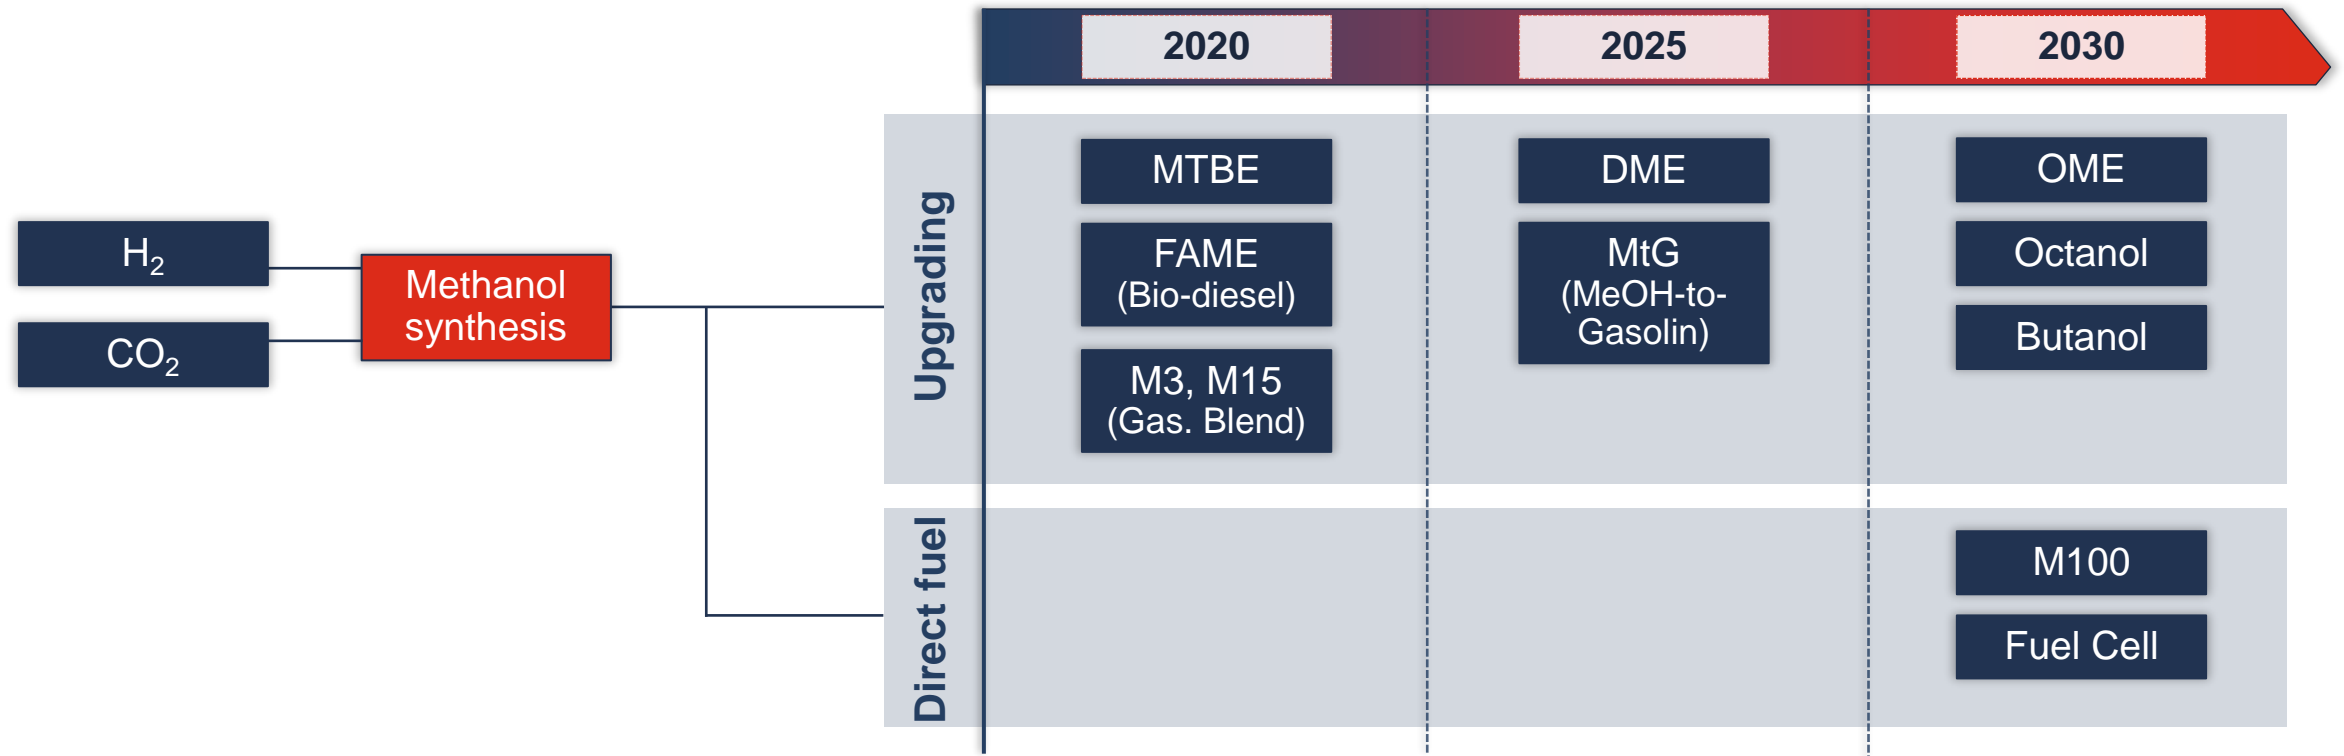 2020
2025
2030
H₂
CO₂
Methanol
synthesis
Upgrading
MTBE
FAME
(Bio-diesel)
M3, M15
(Gas. Blend)
DME
MtG
(MeOH-to-
Gasolin)
OME
Octanol
Butanol
Direct fuel
M100
Fuel Cell